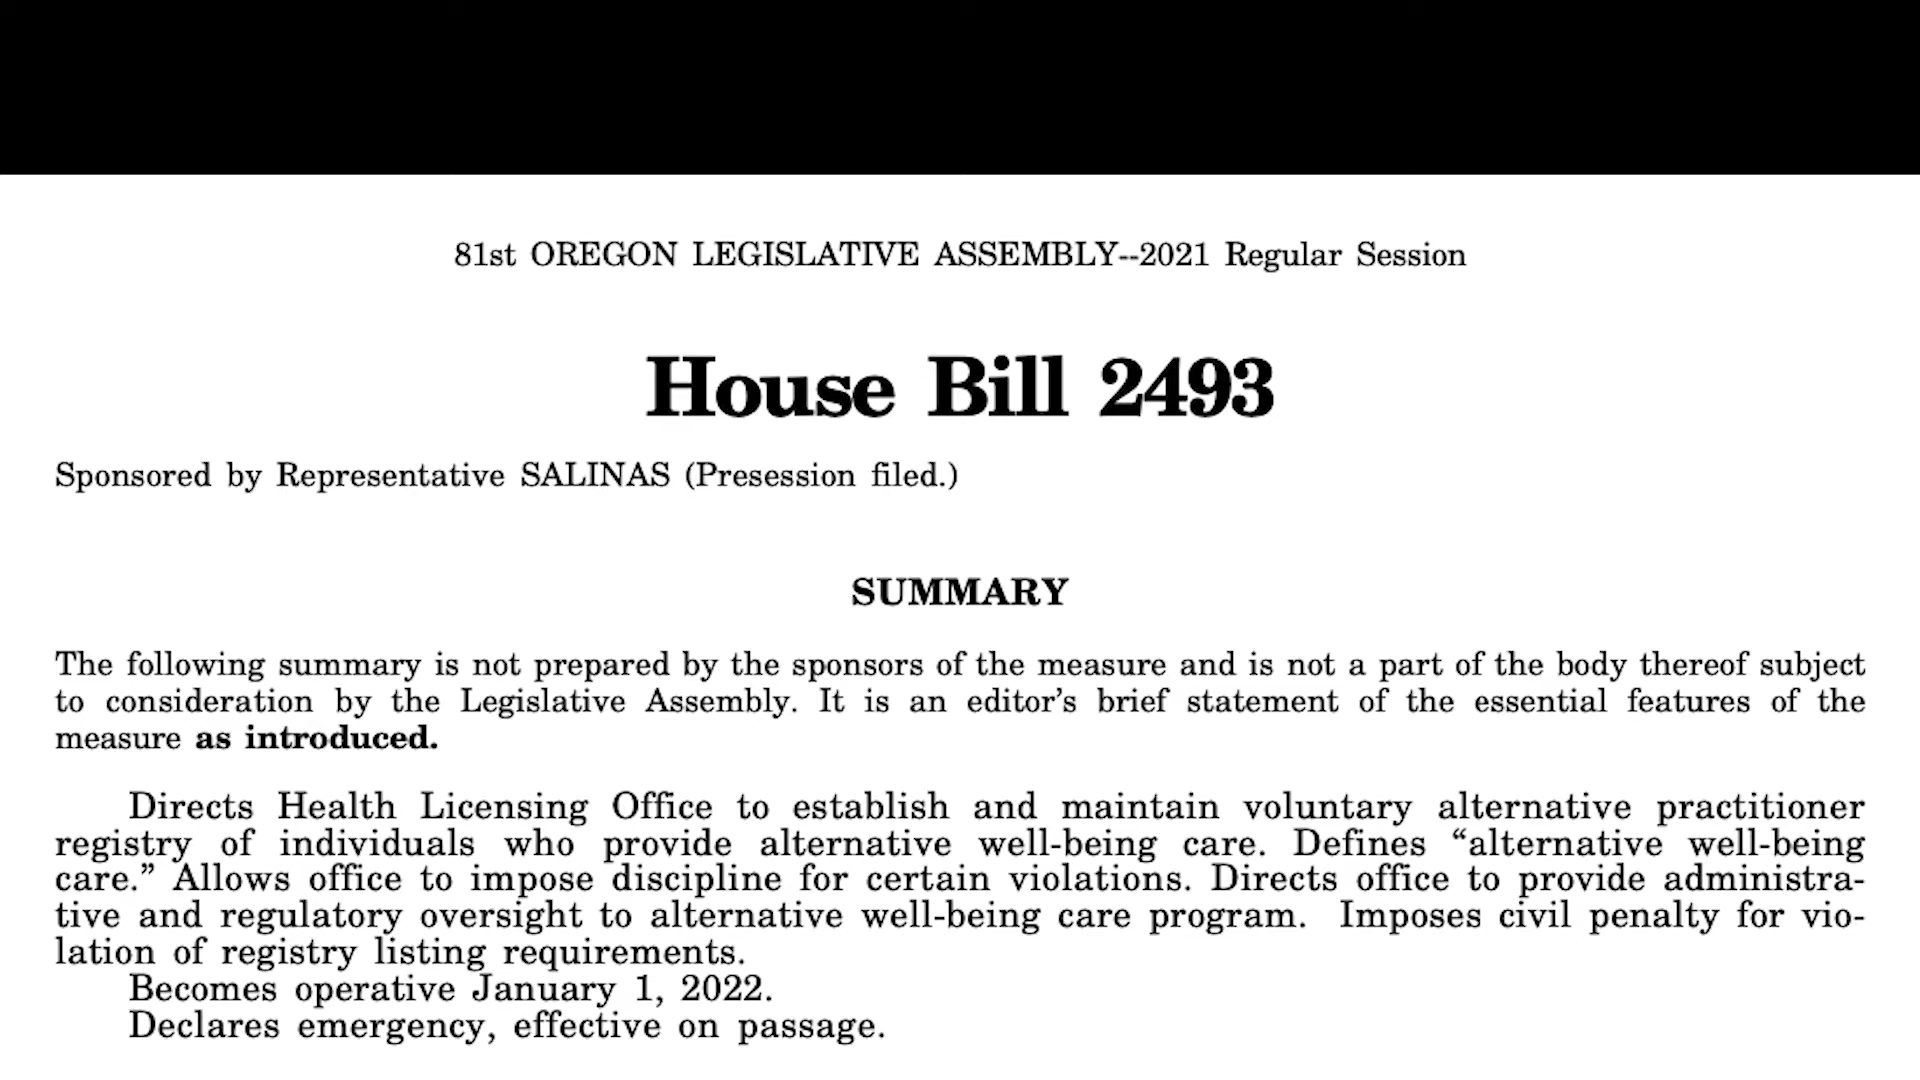 81st OREGON LEGISLATIVE ASSEMBLY--2021 Regular Session
House Bill 2493
Sponsored by Representative SALINAS (Presession filed.)
SUMMARY
The following summary is not prepared by the sponsors of the measure and is not a part of the body thereof subject
to consideration by the Legislative Assembly. It is an editor’s brief statement of the essential features of the
measure as introduced.
Directs Health Licensing Office to establish and maintain voluntary alternative practitioner
registry of individuals who provide alternative well-being care. Defines “alternative well-being
care.” Allows office to impose discipline for certain violations. Directs office to provide administra-
tive and regulatory oversight to alternative well-being care program. Imposes civil penalty for vio-
lation of registry listing requirements.
Becomes operative January 1, 2022.
Declares emergency, effective on passage.